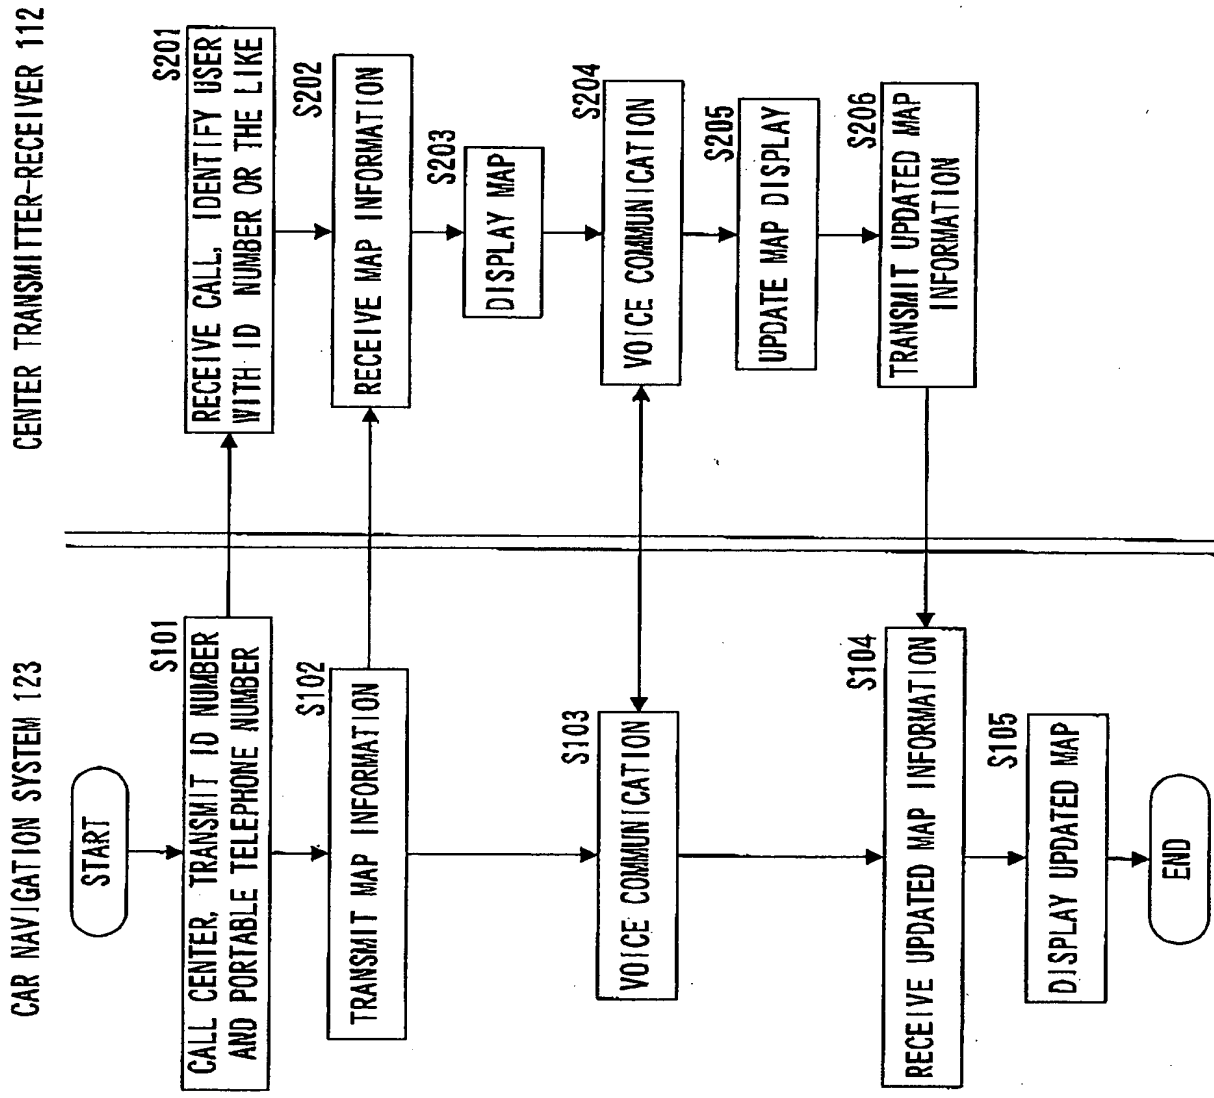 CAR NAVIGATION SYSTEM 123
START
S101
CALL CENTER, TRANSMIT ID NUMBER
AND PORTABLE TELEPHONE NUMBER
S102
TRANSMIT MAP INFORMATION
S103
VOICE COMMUNICATION
S104
RECEIVE UPDATED MAP INFORMATION
S105
DISPLAY UPDATED MAP
END
CENTER TRANSMITTER-RECEIVER 112
S201
RECEIVE CALL, IDENTIFY USER
WITH ID NUMBER OR THE LIKE
S202
RECEIVE MAP INFORMATION
S203
DISPLAY MAP
S204
VOICE COMMUNICATION
S205
UPDATE MAP DISPLAY
S206
TRANSMIT UPDATED MAP
INFORMATION